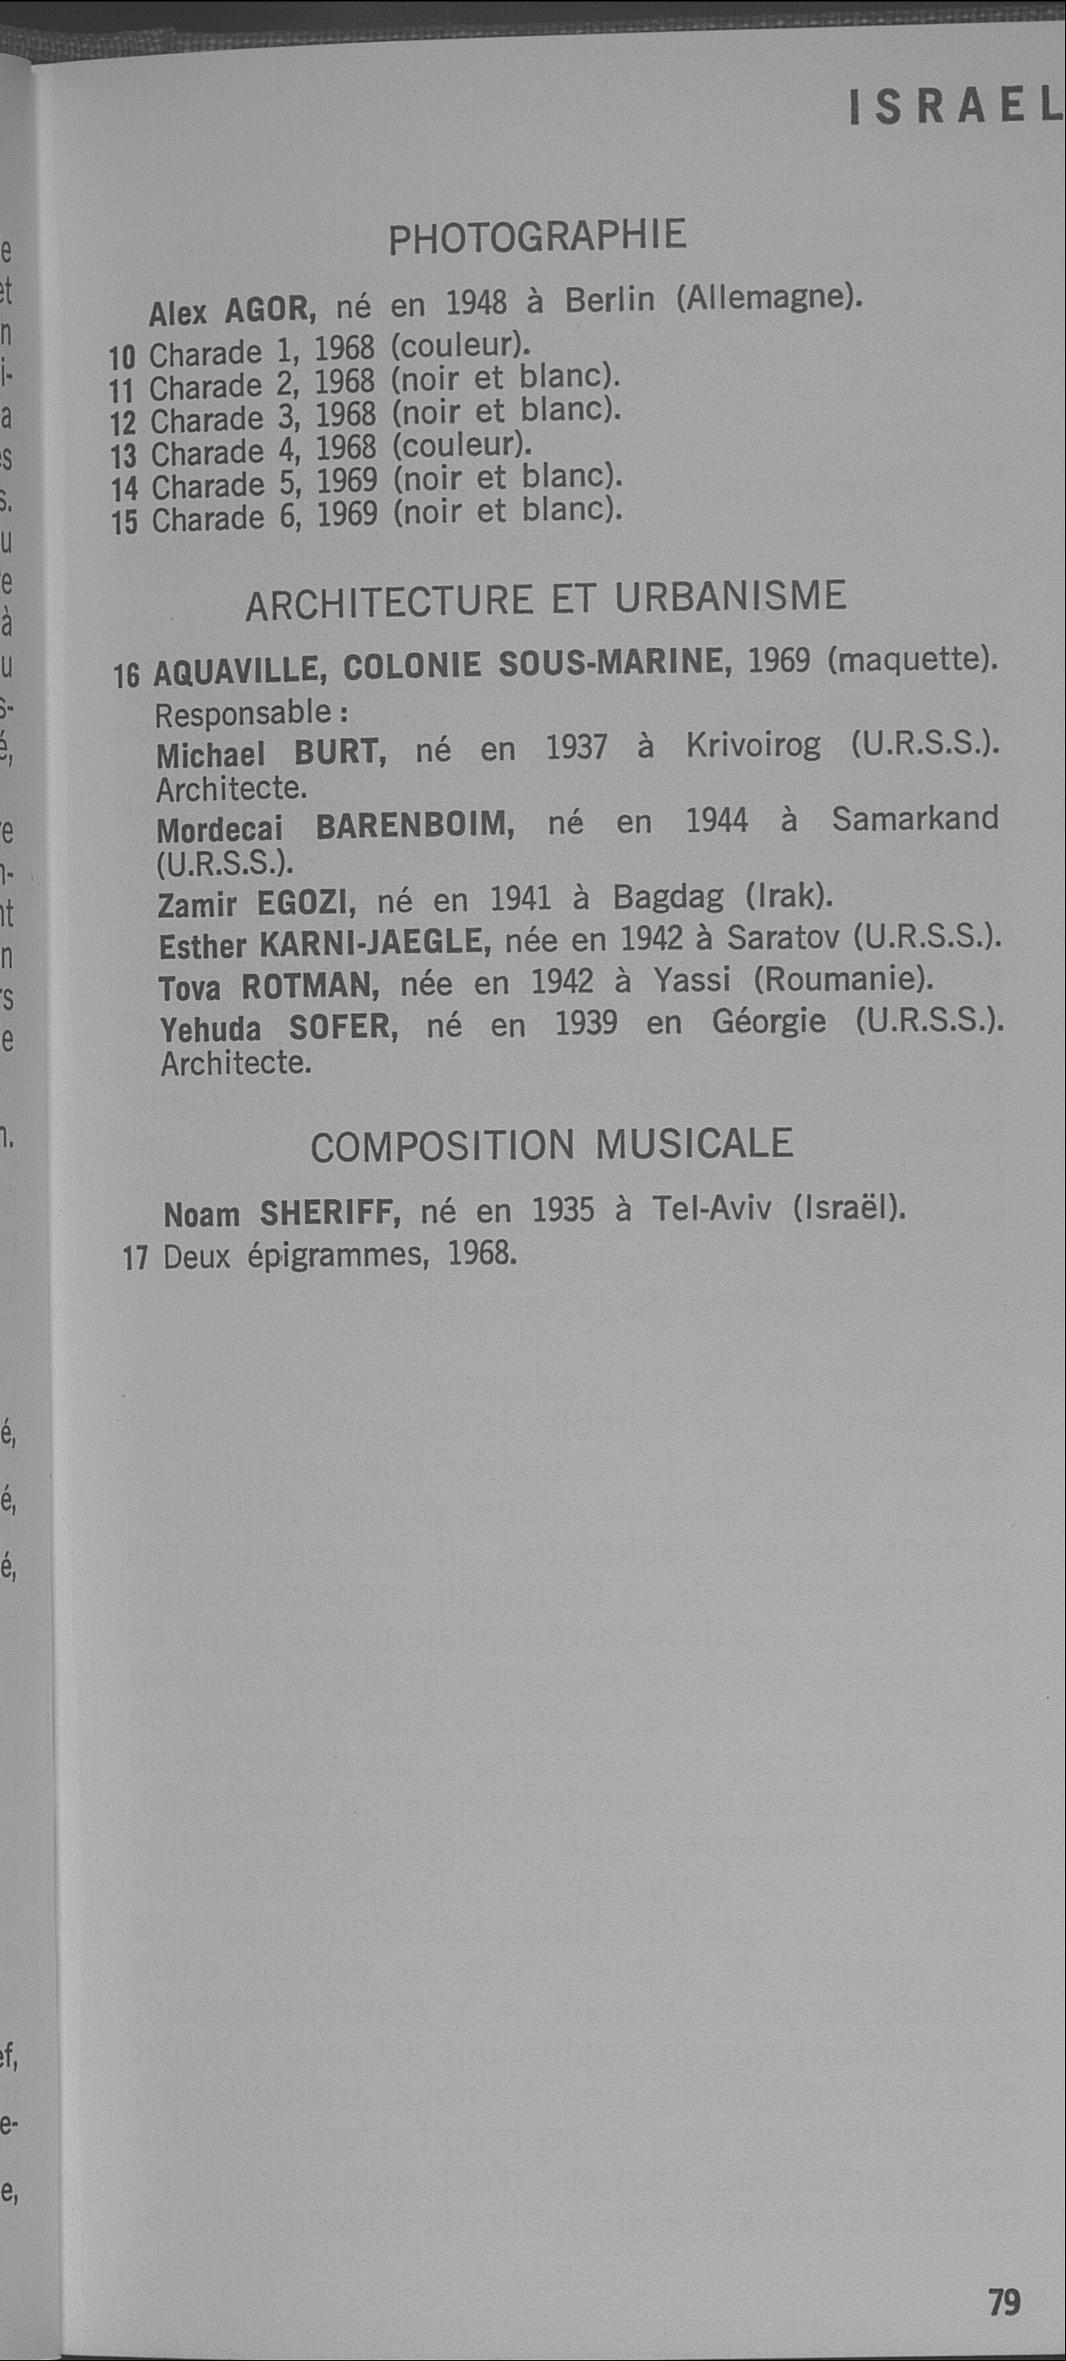 ISRAEL
PHOTOGRAPHIE
Alex AGOR, né en 1948 à Berlin (Allemagne).
10 Charade 1, 1968 (couleur).
11 Charade 2, 1968 (noir et blanc).
12 Charade 3, 1968 (noir et blanc).
13 Charade 4, 1968 (couleur).
14 Charade 5, 1969 (noir et blanc).
15 Charade 6, 1969 (noir et blanc).
ARCHITECTURE ET URBANISME
16 AQUAVILLE, COLONIE SOUS-MARINE, 1969 (maquette).
Responsable :
Michael BURT, né en 1937 à Krivoirog (U.R.S.S.).
Architecte.
Mordecai BARENBOIM, né en 1944 à Samarkand
(U.R.S.S.).
Zamir EGOZI, né en 1941 à Bagdag (Irak).
Esther KARNI-JAEGLE, née en 1942 à Saratov (U.R.S.S.).
Tova ROTMAN, née en 1942 à Yassi (Roumanie).
Yehuda SOFER, né en 1939 en Géorgie (U.R.S.S.).
Architecte.
COMPOSITION MUSICALE
Noam SHERIFF, né en 1935 à Tel-Aviv (Israël).
17 Deux épigrammes, 1968.
79